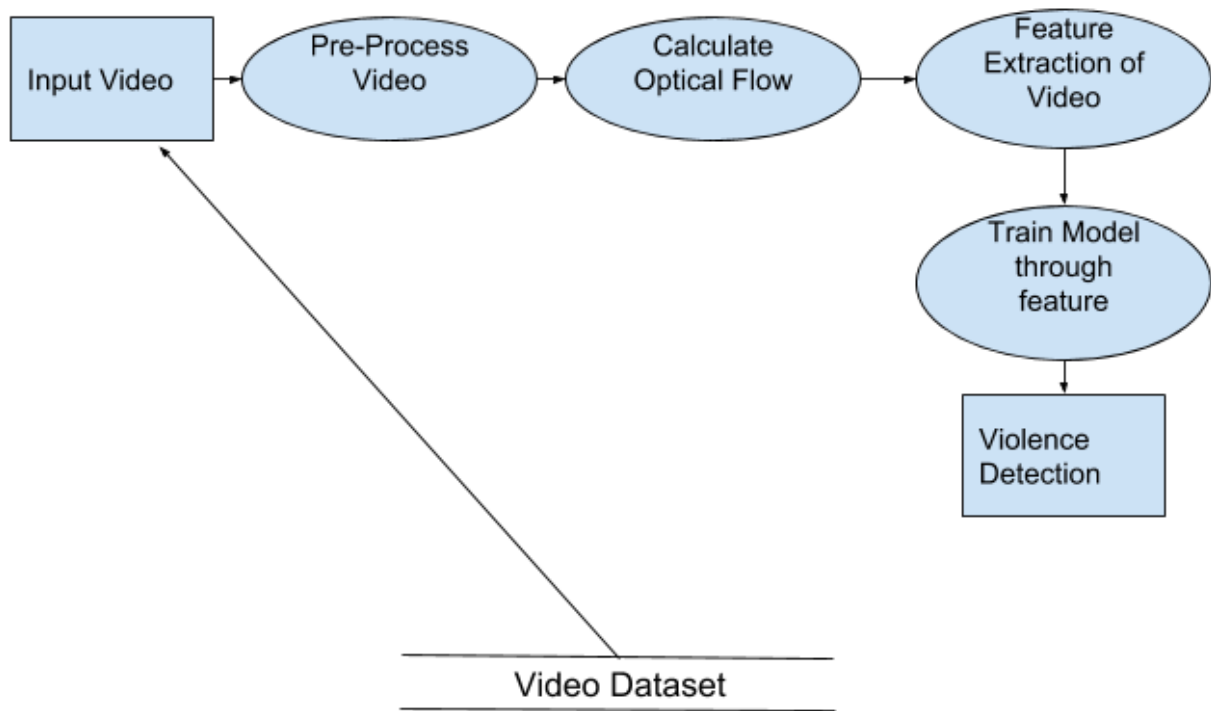 Input Video
Pre-Process
Video
Calculate
Optical Flow
Feature
Extraction of
Video
Train Model
through
feature
Violence
Detection
Video Dataset